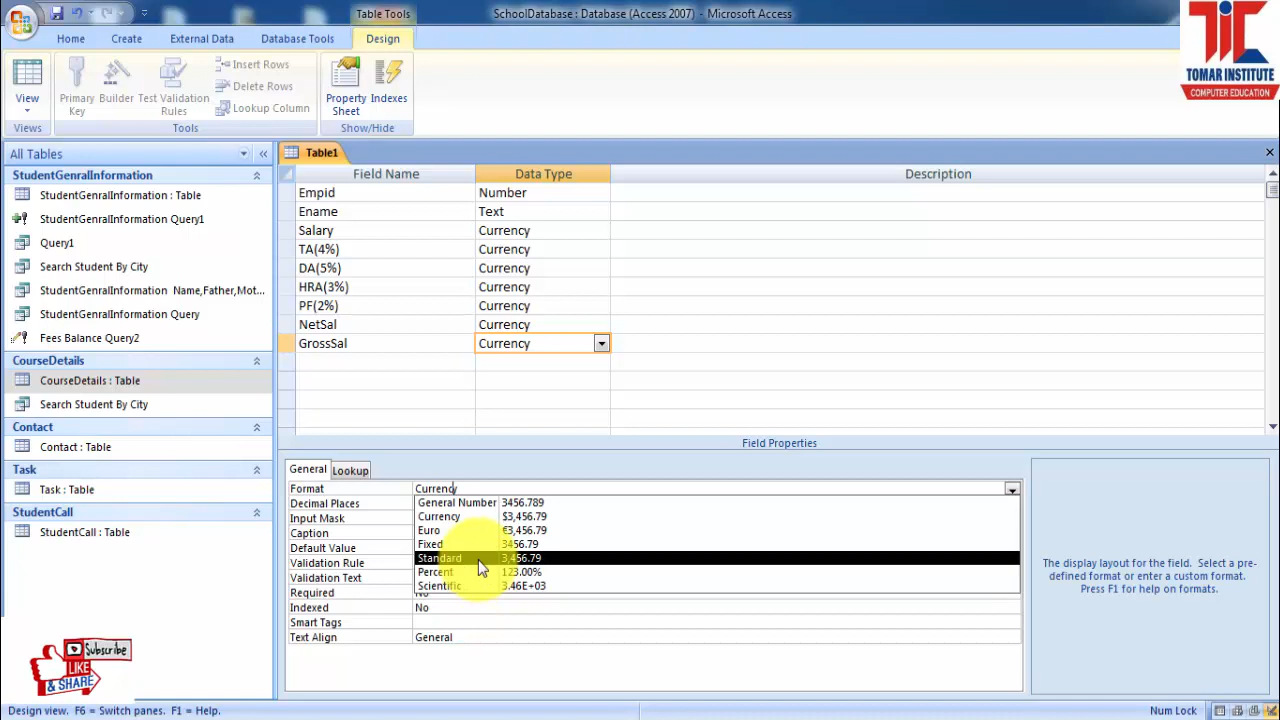 Table Tools
SchoolDatabase : Database (Access 2007) - Microsoft Access
Home
Create
External Data
Database Tools
Design
TIC
TOMAR INSTITUTE
COMPUTER EDUCATION
View
Primary Key
Builder
Test Validation Rules
Insert Rows
Delete Rows
Lookup Column
Property Sheet
Indexes
Views
Tools
Show/Hide
All Tables
StudentGenralInformation
StudentGenralInformation : Table
StudentGenralInformation Query1
Query1
Search Student By City
StudentGenralInformation Name,Father,Mot...
StudentGenralInformation Query
Fees Balance Query2
CourseDetails
CourseDetails : Table
Search Student By City
Contact
Contact : Table
Task
Task : Table
StudentCall
StudentCall : Table
Subscribe
LIKE
& SHARE
Table1
Field Name Data Type Description
Empid Number
Ename Text
Salary Currency
TA(4%) Currency
DA(5%) Currency
HRA(3%) Currency
PF(2%) Currency
NetSal Currency
GrossSal Currency
Field Properties
General Lookup
Format Currency
Decimal Places
Input Mask
Caption
Default Value
Validation Rule
Validation Text
Required No
Indexed No
Smart Tags
Text Align General
General Number 3456.789
Currency $3,456.79
Euro €3,456.79
Fixed 3456.79
Standard 3,456.79
Percent 123.00%
Scientific 3.46E+03
The display layout for the field. Select a pre-
defined format or enter a custom format.
Press F1 for help on formats.
Design view. F6 = Switch panes. F1 = Help.
Num Lock